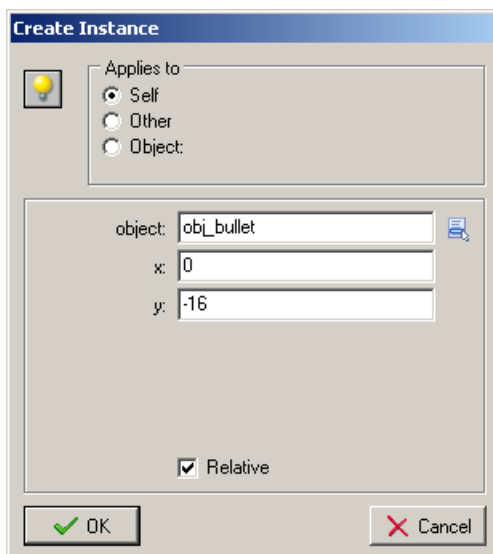 Create Instance
Applies to
Self
Other
Object:
object: obj_bullet
x: 0
y: -16
Relative
OK Cancel